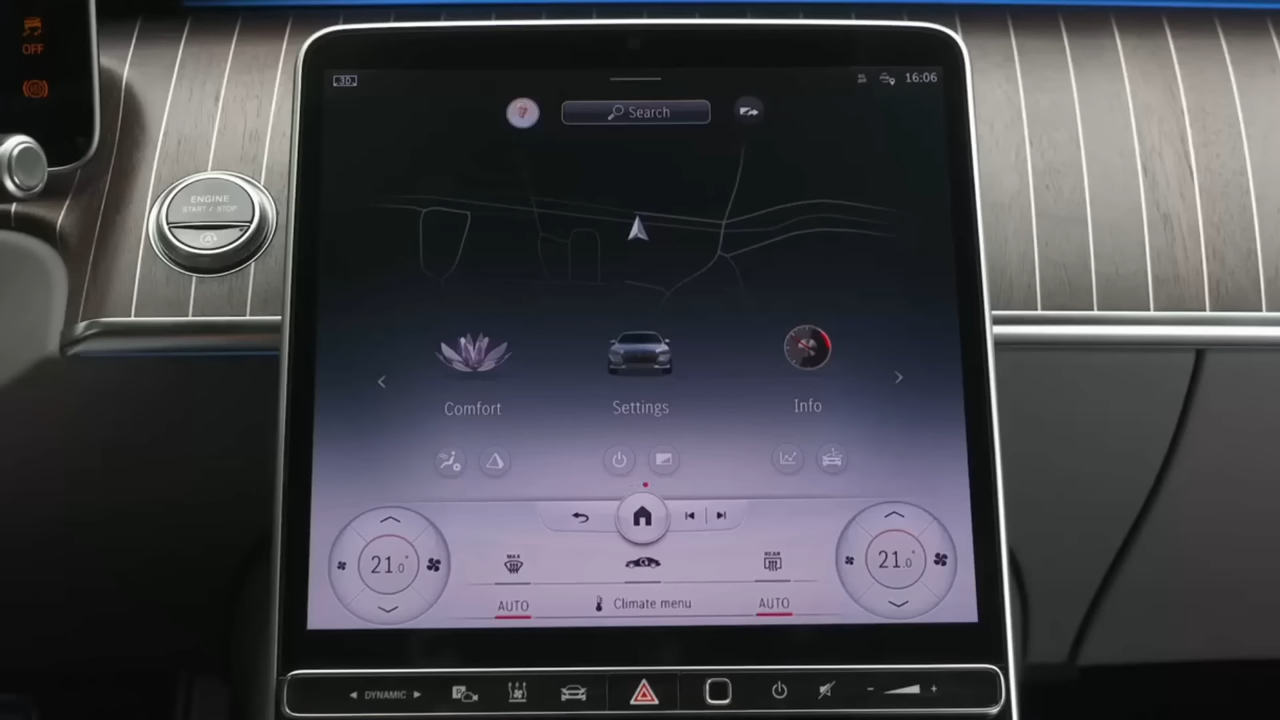 OFF
ENGINE
START / STOP
3D
16:06
Search
Comfort
Settings
Info
21.0°
MAX
REAR
21.0°
AUTO
Climate menu
AUTO
DYNAMIC